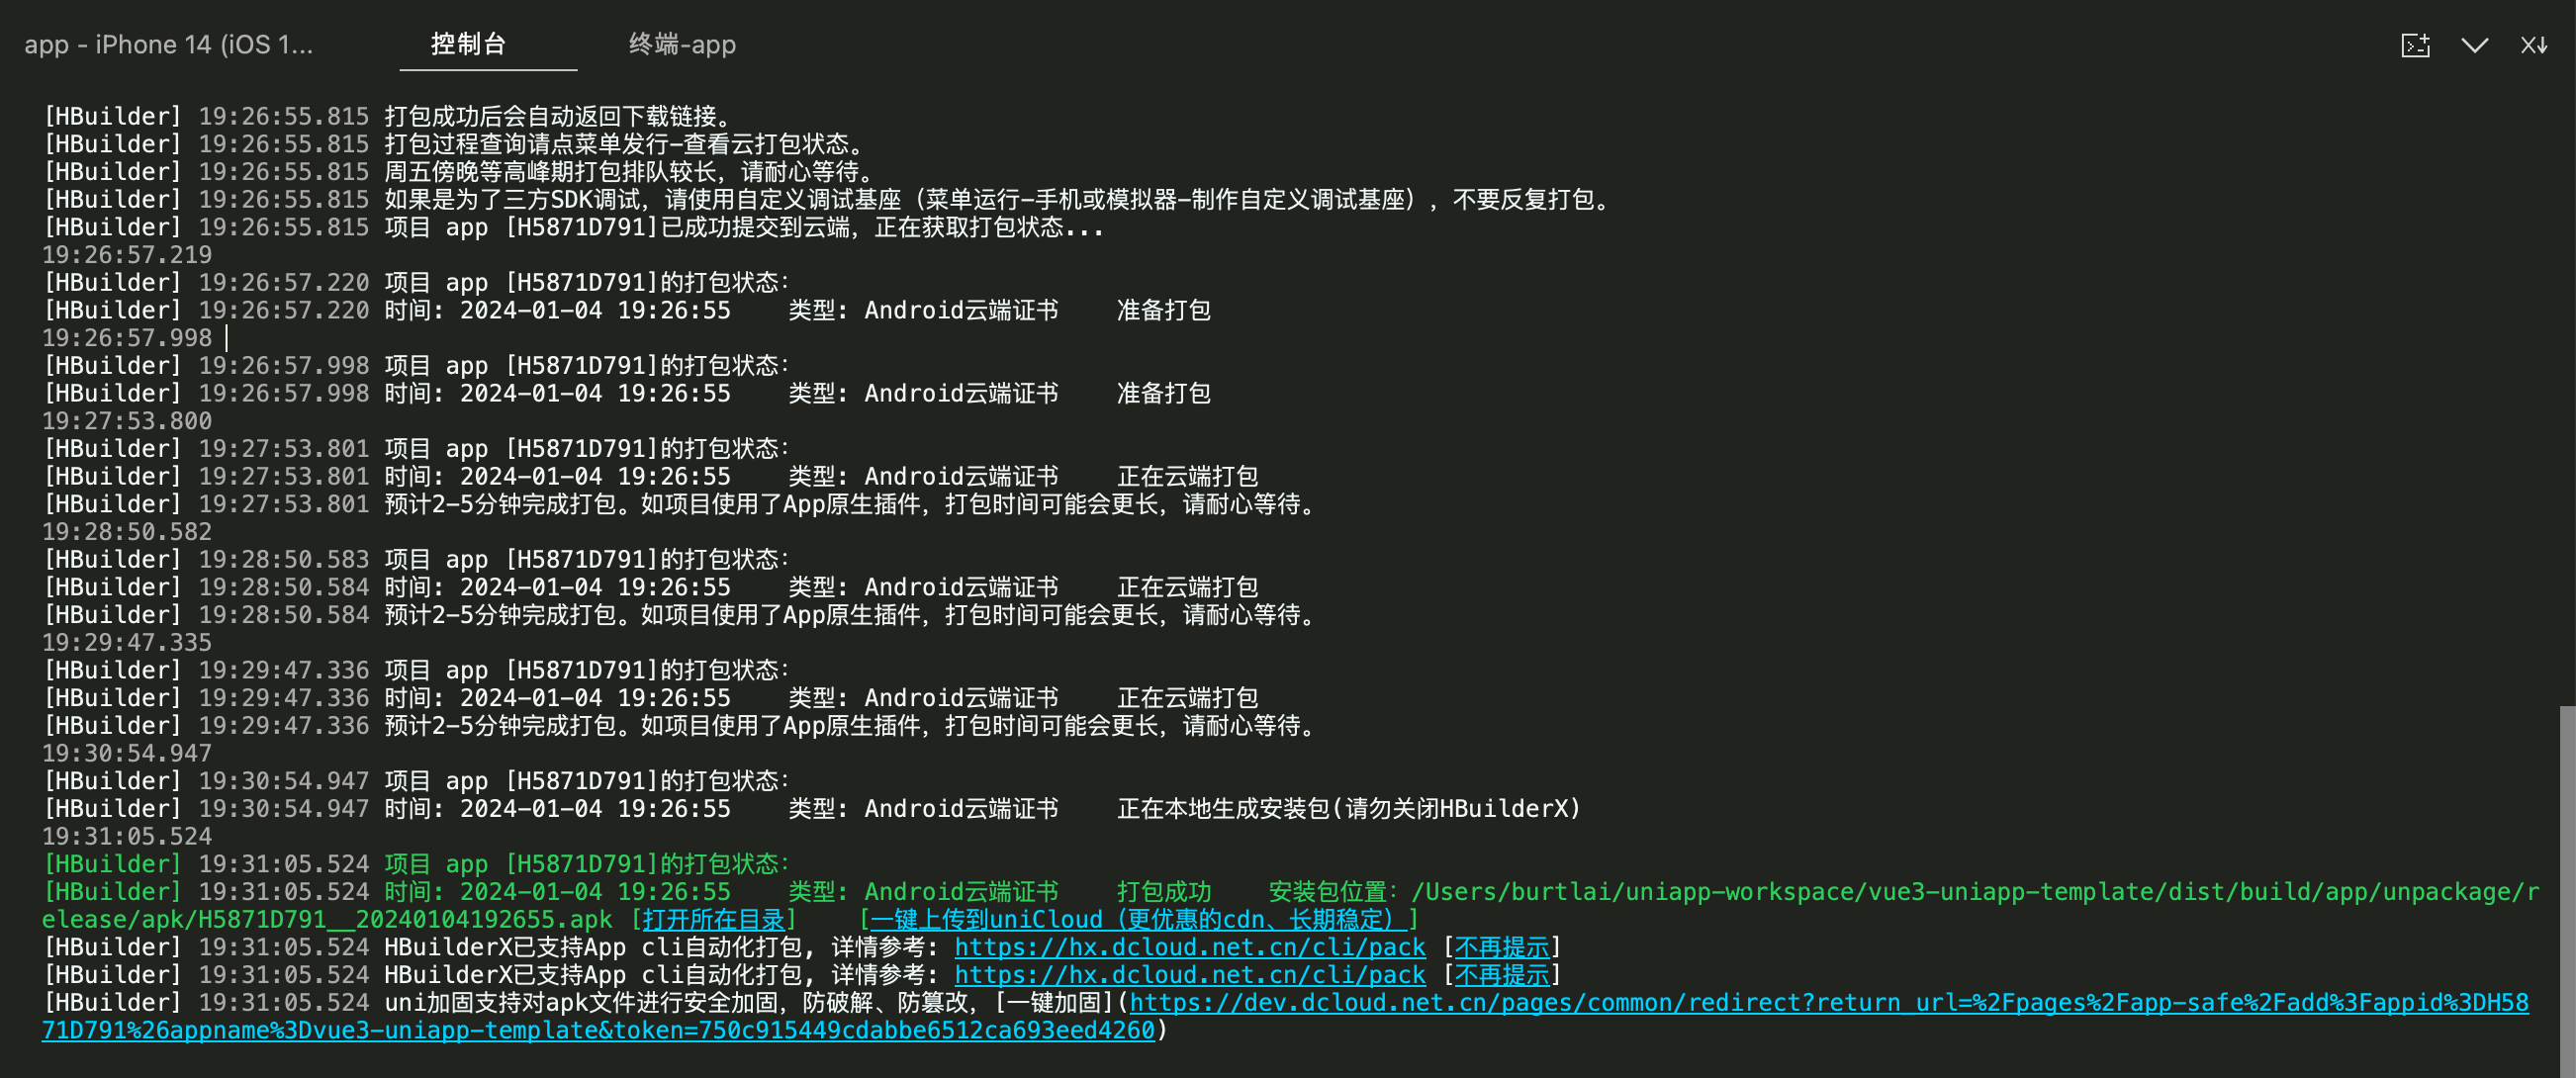 app - iPhone 14 (iOS 1... 控制台 终端-app
[HBuilder] 19:26:55.815 打包成功后会自动返回下载链接。
[HBuilder] 19:26:55.815 打包过程查询请点菜单发行-查看云打包状态。
[HBuilder] 19:26:55.815 周五傍晚等高峰期打包排队较长，请耐心等待。
[HBuilder] 19:26:55.815 如果是为了三方SDK调试，请使用自定义调试基座（菜单运行-手机或模拟器-制作自定义调试基座），不要反复打包。
[HBuilder] 19:26:55.815 项目 app [H5871D791]已成功提交到云端，正在获取打包状态...
19:26:57.219
[HBuilder] 19:26:57.220 项目 app [H5871D791]的打包状态：
[HBuilder] 19:26:57.220 时间: 2024-01-04 19:26:55    类型: Android云端证书    准备打包
19:26:57.998
[HBuilder] 19:26:57.998 项目 app [H5871D791]的打包状态：
[HBuilder] 19:26:57.998 时间: 2024-01-04 19:26:55    类型: Android云端证书    准备打包
19:27:53.800
[HBuilder] 19:27:53.801 项目 app [H5871D791]的打包状态：
[HBuilder] 19:27:53.801 时间: 2024-01-04 19:26:55    类型: Android云端证书    正在云端打包
[HBuilder] 19:27:53.801 预计2-5分钟完成打包。如项目使用了App原生插件，打包时间可能会更长，请耐心等待。
19:28:50.582
[HBuilder] 19:28:50.583 项目 app [H5871D791]的打包状态：
[HBuilder] 19:28:50.584 时间: 2024-01-04 19:26:55    类型: Android云端证书    正在云端打包
[HBuilder] 19:28:50.584 预计2-5分钟完成打包。如项目使用了App原生插件，打包时间可能会更长，请耐心等待。
19:29:47.335
[HBuilder] 19:29:47.336 项目 app [H5871D791]的打包状态：
[HBuilder] 19:29:47.336 时间: 2024-01-04 19:26:55    类型: Android云端证书    正在云端打包
[HBuilder] 19:29:47.336 预计2-5分钟完成打包。如项目使用了App原生插件，打包时间可能会更长，请耐心等待。
19:30:54.947
[HBuilder] 19:30:54.947 项目 app [H5871D791]的打包状态：
[HBuilder] 19:30:54.947 时间: 2024-01-04 19:26:55    类型: Android云端证书    正在本地生成安装包(请勿关闭HBuilderX)
19:31:05.524
[HBuilder] 19:31:05.524 项目 app [H5871D791]的打包状态：
[HBuilder] 19:31:05.524 时间: 2024-01-04 19:26:55    类型: Android云端证书    打包成功    安装包位置：/Users/burtlai/uniapp-workspace/vue3-uniapp-template/dist/build/app/unpackage/r
elease/apk/H5871D791__20240104192655.apk [打开所在目录]    [一键上传到uniCloud（更优惠的cdn、长期稳定）]
[HBuilder] 19:31:05.524 HBuilderX已支持App cli自动化打包, 详情参考: https://hx.dcloud.net.cn/cli/pack [不再提示]
[HBuilder] 19:31:05.524 HBuilderX已支持App cli自动化打包, 详情参考: https://hx.dcloud.net.cn/cli/pack [不再提示]
[HBuilder] 19:31:05.524 uni加固支持对apk文件进行安全加固，防破解、防篡改，[一键加固](https://dev.dcloud.net.cn/pages/common/redirect?return_url=%2Fpages%2Fapp-safe%2Fadd%3Fappid%3DH58
71D791%26appname%3Dvue3-uniapp-template&token=750c915449cdabbe6512ca693eed4260)